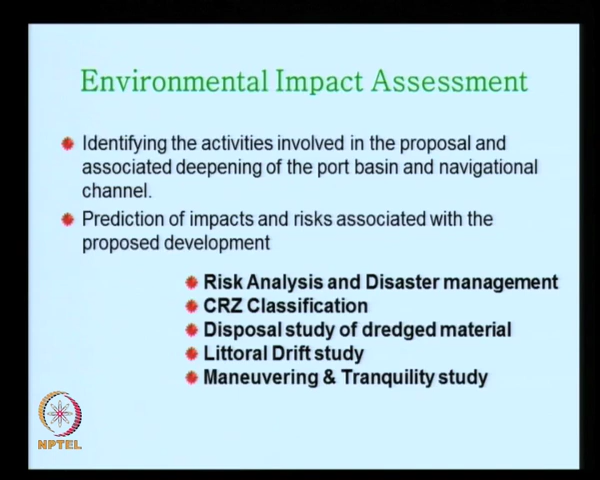 Environmental Impact Assessment
Identifying the activities involved in the proposal and
associated deepening of the port basin and navigational
channel.
Prediction of impacts and risks associated with the
proposed development
Risk Analysis and Disaster management
CRZ Classification
Disposal study of dredged material
Littoral Drift study
Maneuvering & Tranquility study
NPTEL